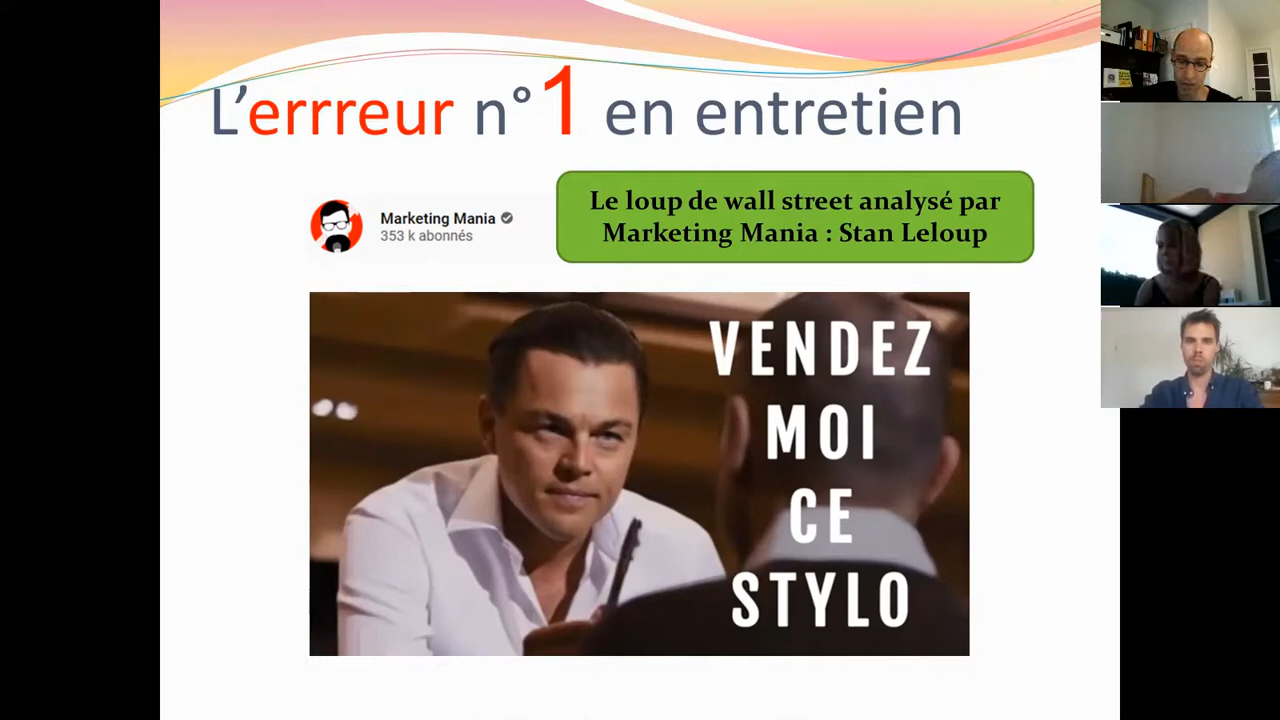 L’errreur n°1 en entretien
Marketing Mania
353 k abonnés
Le loup de wall street analysé par
Marketing Mania : Stan Leloup
VENDEZ
MOI
CE
STYLO